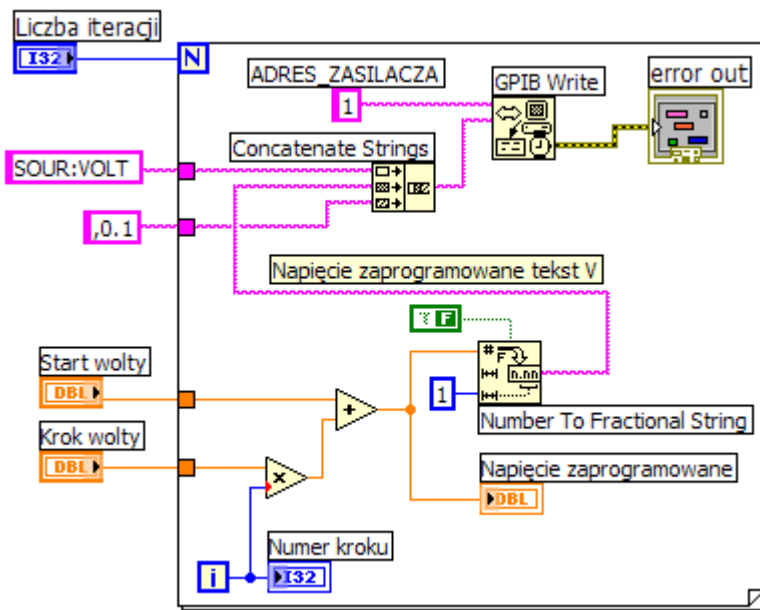 Liczba iteracji
I32
N
ADRES_ZASILACZA
GPIB Write
error out
1
Concatenate Strings
SOUR:VOLT
,0.1
Napięcie zaprogramowane tekst V
F
Start wolty
DBL
#
F
n.nn
1
+
Krok wolty
Number To Fractional String
DBL
x
Napięcie zaprogramowane
DBL
Numer kroku
i
I32